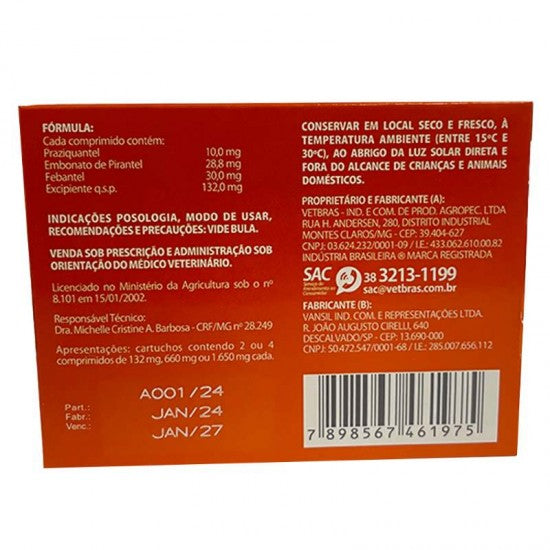 FÓRMULA:
Cada comprimido contém:
Praziquantel 10,0 mg
Embonato de Pirantel 28,8 mg
Febantel 30,0 mg
Excipiente q.s.p. 132,0 mg
INDICAÇÕES POSOLOGIA, MODO DE USAR,
RECOMENDAÇÕES E PRECAUÇÕES: VIDE BULA.
VENDA SOB PRESCRIÇÃO E ADMINISTRAÇÃO SOB
ORIENTAÇÃO DO MÉDICO VETERINÁRIO.
Licenciado no Ministério da Agricultura sob o nº
8.101 em 15/01/2002.
Responsável Técnico:
Dra. Michelle Cristine A. Barbosa - CRF/MG nº 28.249
Apresentações: cartuchos contendo 2 ou 4
comprimidos de 132 mg, 660 mg ou 1.650 mg cada.
Part.: A001/24
Fabr.: JAN/24
Venc.: JAN/27
CONSERVAR EM LOCAL SECO E FRESCO, À
TEMPERATURA AMBIENTE (ENTRE 15ºC E
30ºC), AO ABRIGO DA LUZ SOLAR DIRETA E
FORA DO ALCANCE DE CRIANÇAS E ANIMAIS
DOMÉSTICOS.
PROPRIETÁRIO E FABRICANTE (A):
VETBRAS - IND. E COM. DE PROD. AGROPEC. LTDA
RUA H. ANDERSEN, 280, DISTRITO INDUSTRIAL
MONTES CLAROS/MG - CEP: 39.404-627
CNPJ: 03.624.232/0001-09 / I.E.: 433.062610.00.82
INDÚSTRIA BRASILEIRA ® MARCA REGISTRADA
SAC 38 3213-1199
Serviço de
Atendimento ao
Consumidor
sac@vetbras.com.br
FABRICANTE (B):
VANSIL IND. COM. E REPRESENTAÇÕES LTDA.
R. JOÃO AUGUSTO CIRELLI, 640
DESCALVADO/SP - CEP: 13.690-000
CNPJ: 50.472.547/0001-68 / I.E.: 285.007.656.112
7 898567 461975